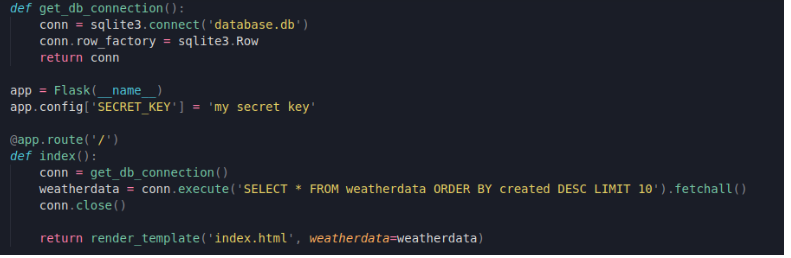 def get_db_connection():
    conn = sqlite3.connect('database.db')
    conn.row_factory = sqlite3.Row
    return conn

app = Flask(__name__)
app.config['SECRET_KEY'] = 'my secret key'

@app.route('/')
def index():
    conn = get_db_connection()
    weatherdata = conn.execute('SELECT * FROM weatherdata ORDER BY created DESC LIMIT 10').fetchall()
    conn.close()

    return render_template('index.html', weatherdata=weatherdata)